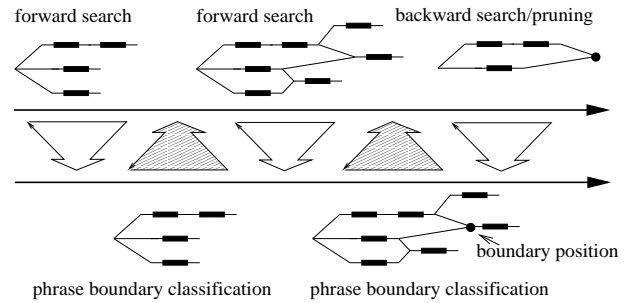 forward search
forward search
backward search/pruning
boundary position
phrase boundary classification
phrase boundary classification